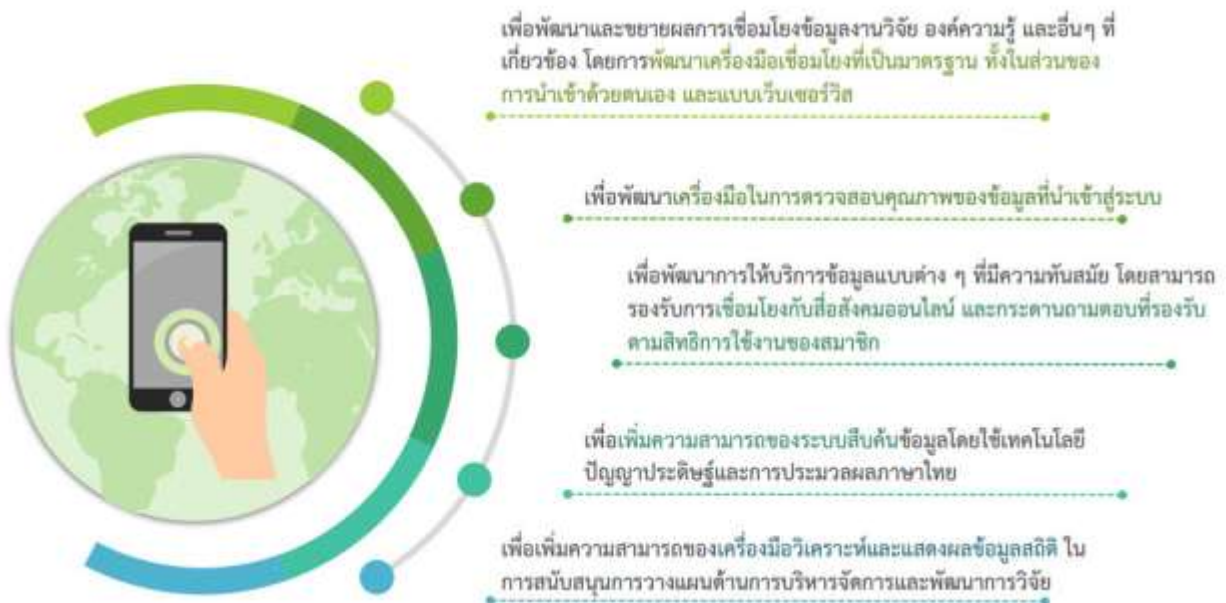 เพื่อพัฒนาและขยายผลการเชื่อมโยงข้อมูลงานวิจัย องค์ความรู้ และอื่นๆ ที่
เกี่ยวข้อง โดยการพัฒนาเครื่องมือเชื่อมโยงที่เป็นมาตรฐาน ทั้งในส่วนของ
การนำเข้าด้วยตนเอง และแบบเว็บเซอร์วิส
เพื่อพัฒนาเครื่องมือในการตรวจสอบคุณภาพของข้อมูลที่นำเข้าสู่ระบบ
เพื่อพัฒนาการให้บริการข้อมูลแบบต่าง ๆ ที่มีความทันสมัย โดยสามารถ
รองรับการเชื่อมโยงกับสื่อสังคมออนไลน์ และกระดานถามตอบที่รองรับ
ตามสิทธิการใช้งานของสมาชิก
เพื่อเพิ่มความสามารถของระบบสืบค้นข้อมูลโดยใช้เทคโนโลยี
ปัญญาประดิษฐ์และการประมวลผลภาษาไทย
เพื่อเพิ่มความสามารถของเครื่องมือวิเคราะห์และแสดงผลข้อมูลสถิติ ใน
การสนับสนุนการวางแผนด้านการบริหารจัดการและพัฒนาการวิจัย